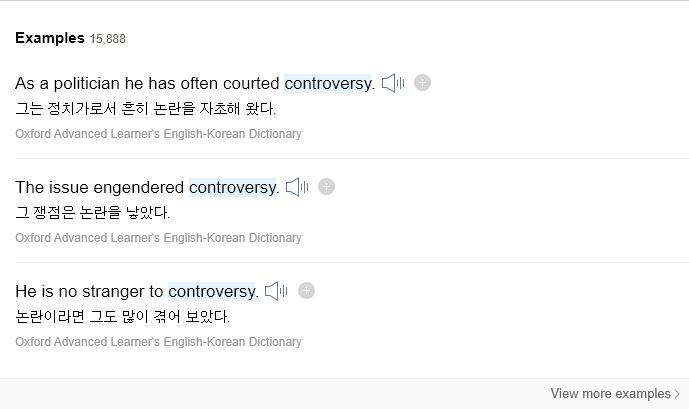 Examples 15,888
As a politician he has often courted controversy.
그는 정치가로서 흔히 논란을 자초해 왔다.
Oxford Advanced Learner's English-Korean Dictionary
The issue engendered controversy.
그 쟁점은 논란을 낳았다.
Oxford Advanced Learner's English-Korean Dictionary
He is no stranger to controversy.
논란이라면 그도 많이 겪어 보았다.
Oxford Advanced Learner's English-Korean Dictionary
View more examples